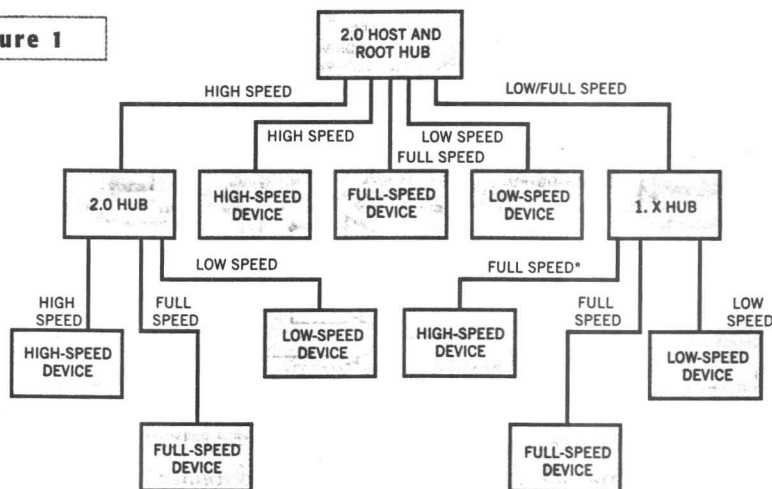 ure 1
2.0 HOST AND
ROOT HUB
HIGH SPEED
LOW/FULL SPEED
HIGH SPEED
LOW SPEED
FULL SPEED
2.0 HUB
HIGH-SPEED
DEVICE
FULL-SPEED
DEVICE
LOW-SPEED
DEVICE
1. X HUB
LOW SPEED
FULL SPEED*
HIGH
SPEED
FULL
SPEED
FULL
SPEED
LOW
SPEED
HIGH-SPEED
DEVICE
LOW-SPEED
DEVICE
HIGH-SPEED
DEVICE
LOW-SPEED
DEVICE
FULL-SPEED
DEVICE
FULL-SPEED
DEVICE